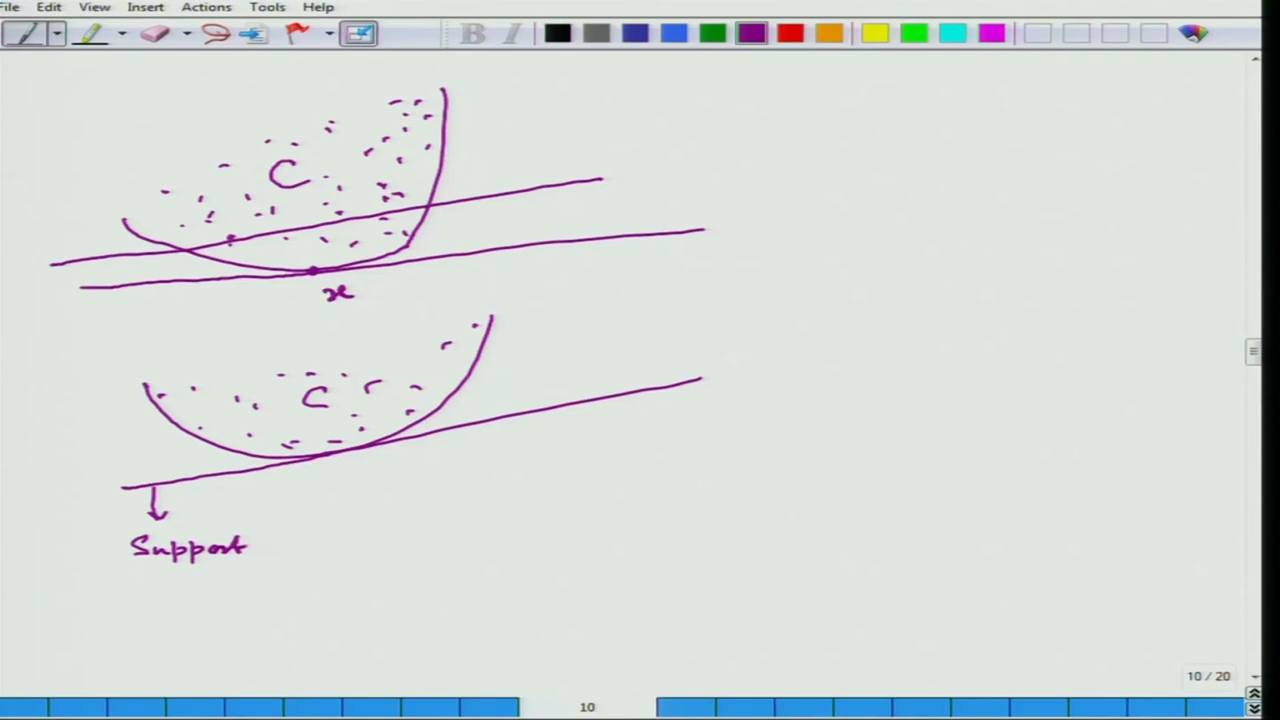 File Edit View Insert Actions Tools Help
B I
C
x
C
Support
10 / 20
10